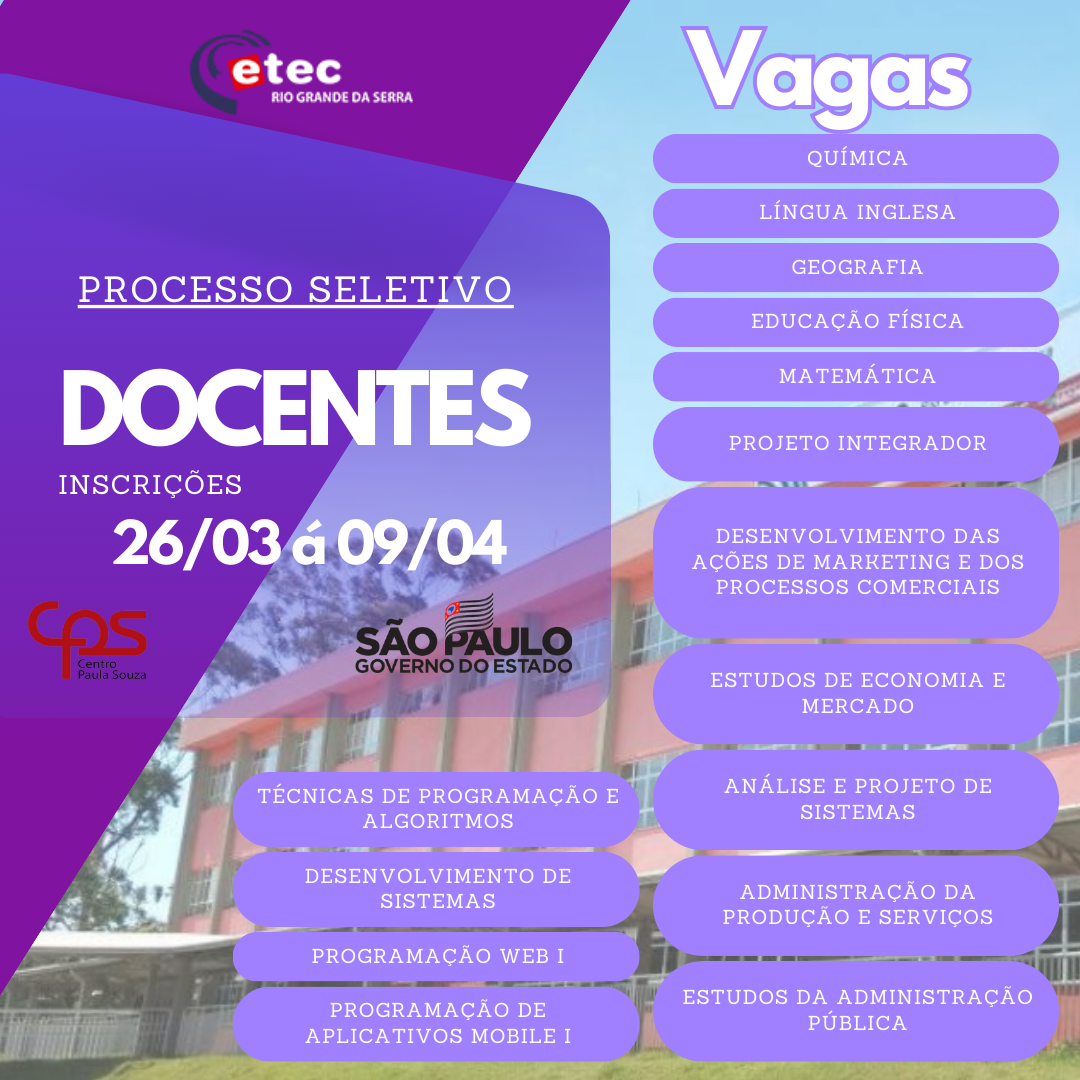 etec
RIO GRANDE DA SERRA
PROCESSO SELETIVO
DOCENTES
INSCRIÇÕES
26/03 á 09/04
cps
Centro
Paula Souza
SÃO PAULO
GOVERNO DO ESTADO
Vagas
QUÍMICA
LÍNGUA INGLESA
GEOGRAFIA
EDUCAÇÃO FÍSICA
MATEMÁTICA
PROJETO INTEGRADOR
DESENVOLVIMENTO DAS
AÇÕES DE MARKETING E DOS
PROCESSOS COMERCIAIS
ESTUDOS DE ECONOMIA E
MERCADO
ANÁLISE E PROJETO DE
SISTEMAS
ADMINISTRAÇÃO DA
PRODUÇÃO E SERVIÇOS
ESTUDOS DA ADMINISTRAÇÃO
PÚBLICA
TÉCNICAS DE PROGRAMAÇÃO E
ALGORITMOS
DESENVOLVIMENTO DE
SISTEMAS
PROGRAMAÇÃO WEB I
PROGRAMAÇÃO DE
APLICATIVOS MOBILE I